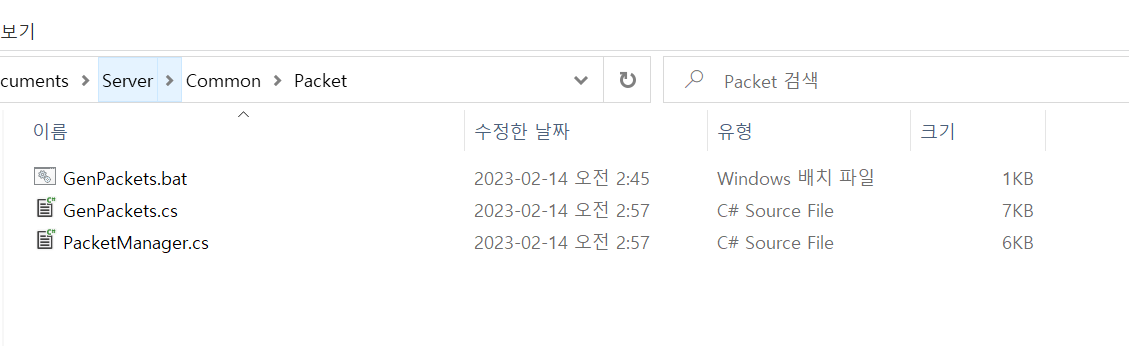 보기
cuments > Server > Common > Packet Packet 검색
이름 수정한 날짜 유형 크기
GenPackets.bat 2023-02-14 오전 2:45 Windows 배치 파일 1KB
GenPackets.cs 2023-02-14 오전 2:57 C# Source File 7KB
PacketManager.cs 2023-02-14 오전 2:57 C# Source File 6KB